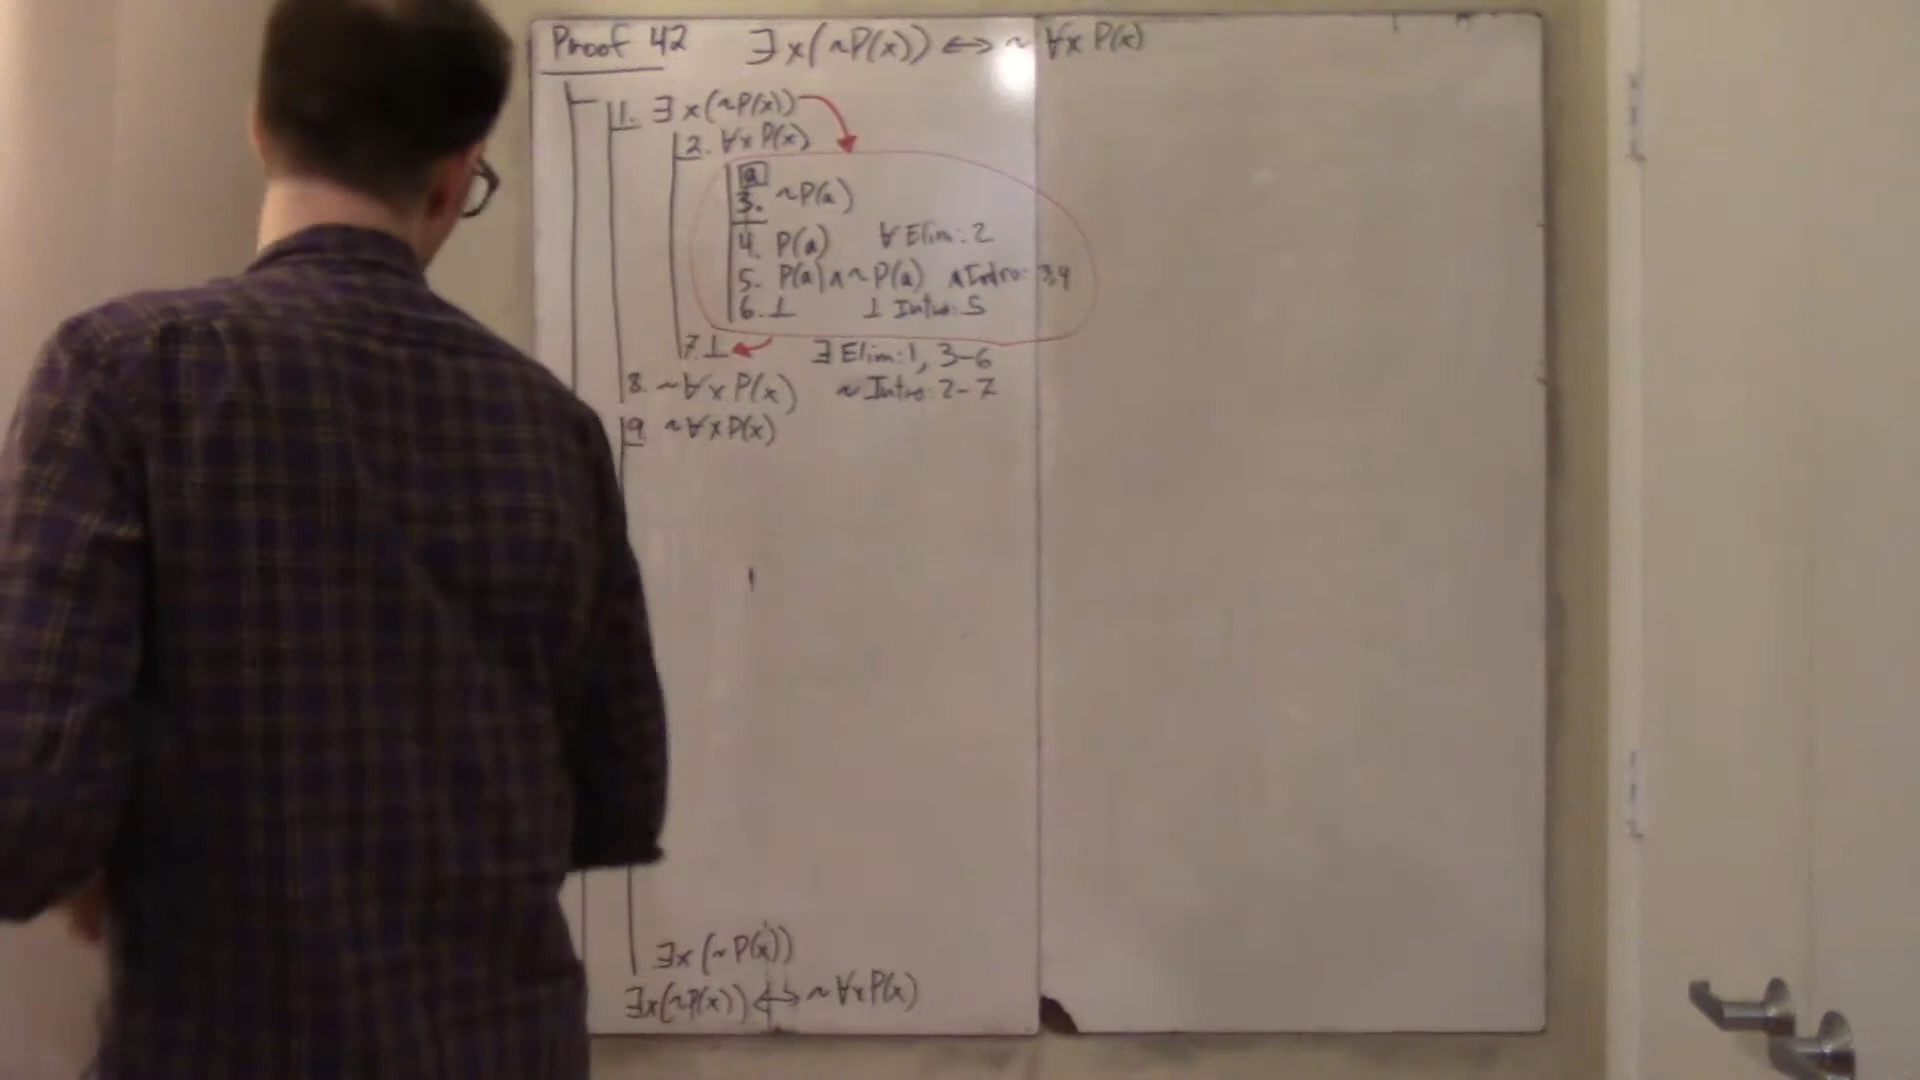 Proof 42 ∃x(~P(x)) ↔ ~∀x P(x)
1. ∃x(~P(x))
2. ∀x P(x)
a
3. ~P(a)
4. P(a) ∀ Elim: 2
5. P(a) ∧ ~P(a) ∧ Intro: 3,4
6. ⊥ ⊥ Intro: 5
7. ⊥ ∃ Elim: 1, 3-6
8. ~∀x P(x) ~ Intro: 2-7
9. ~∀x P(x)
∃x(~P(x))
∃x(~P(x)) ↔ ~∀x P(x)